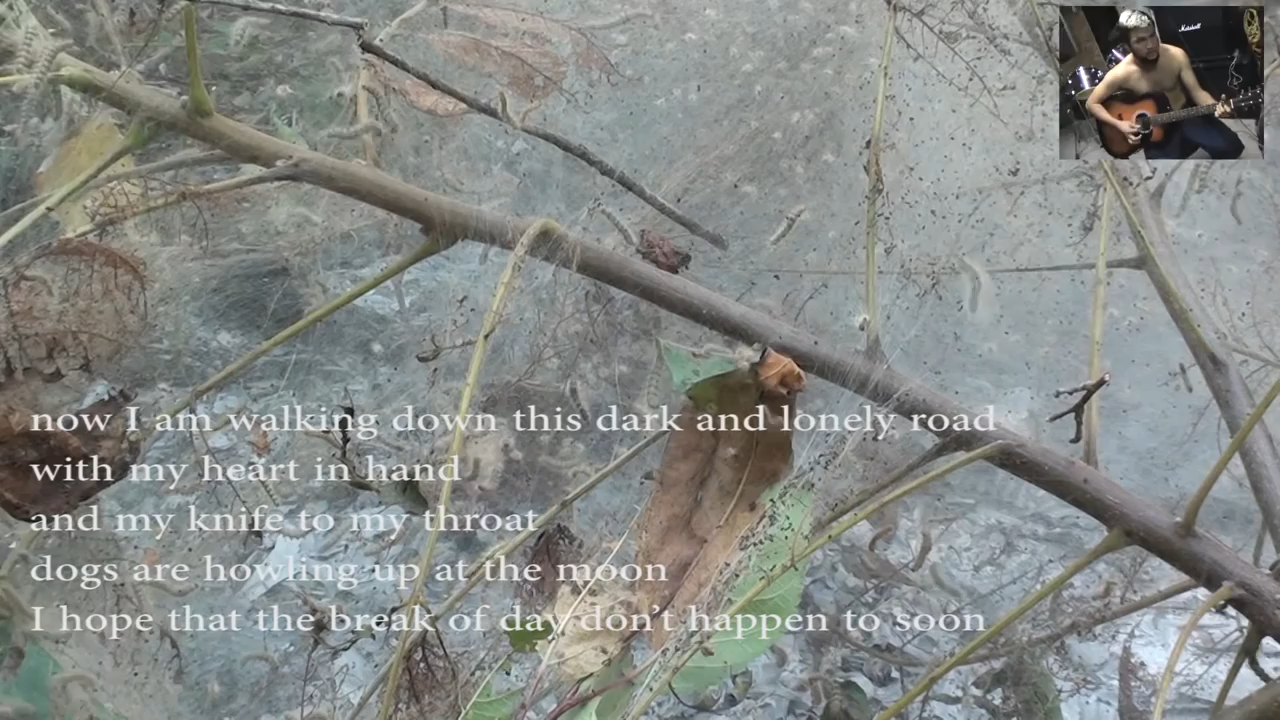 Marshall
now I am walking down this dark and lonely road
with my heart in hand
and my knife to my throat
dogs are howling up at the moon
I hope that the break of day don't happen to soon